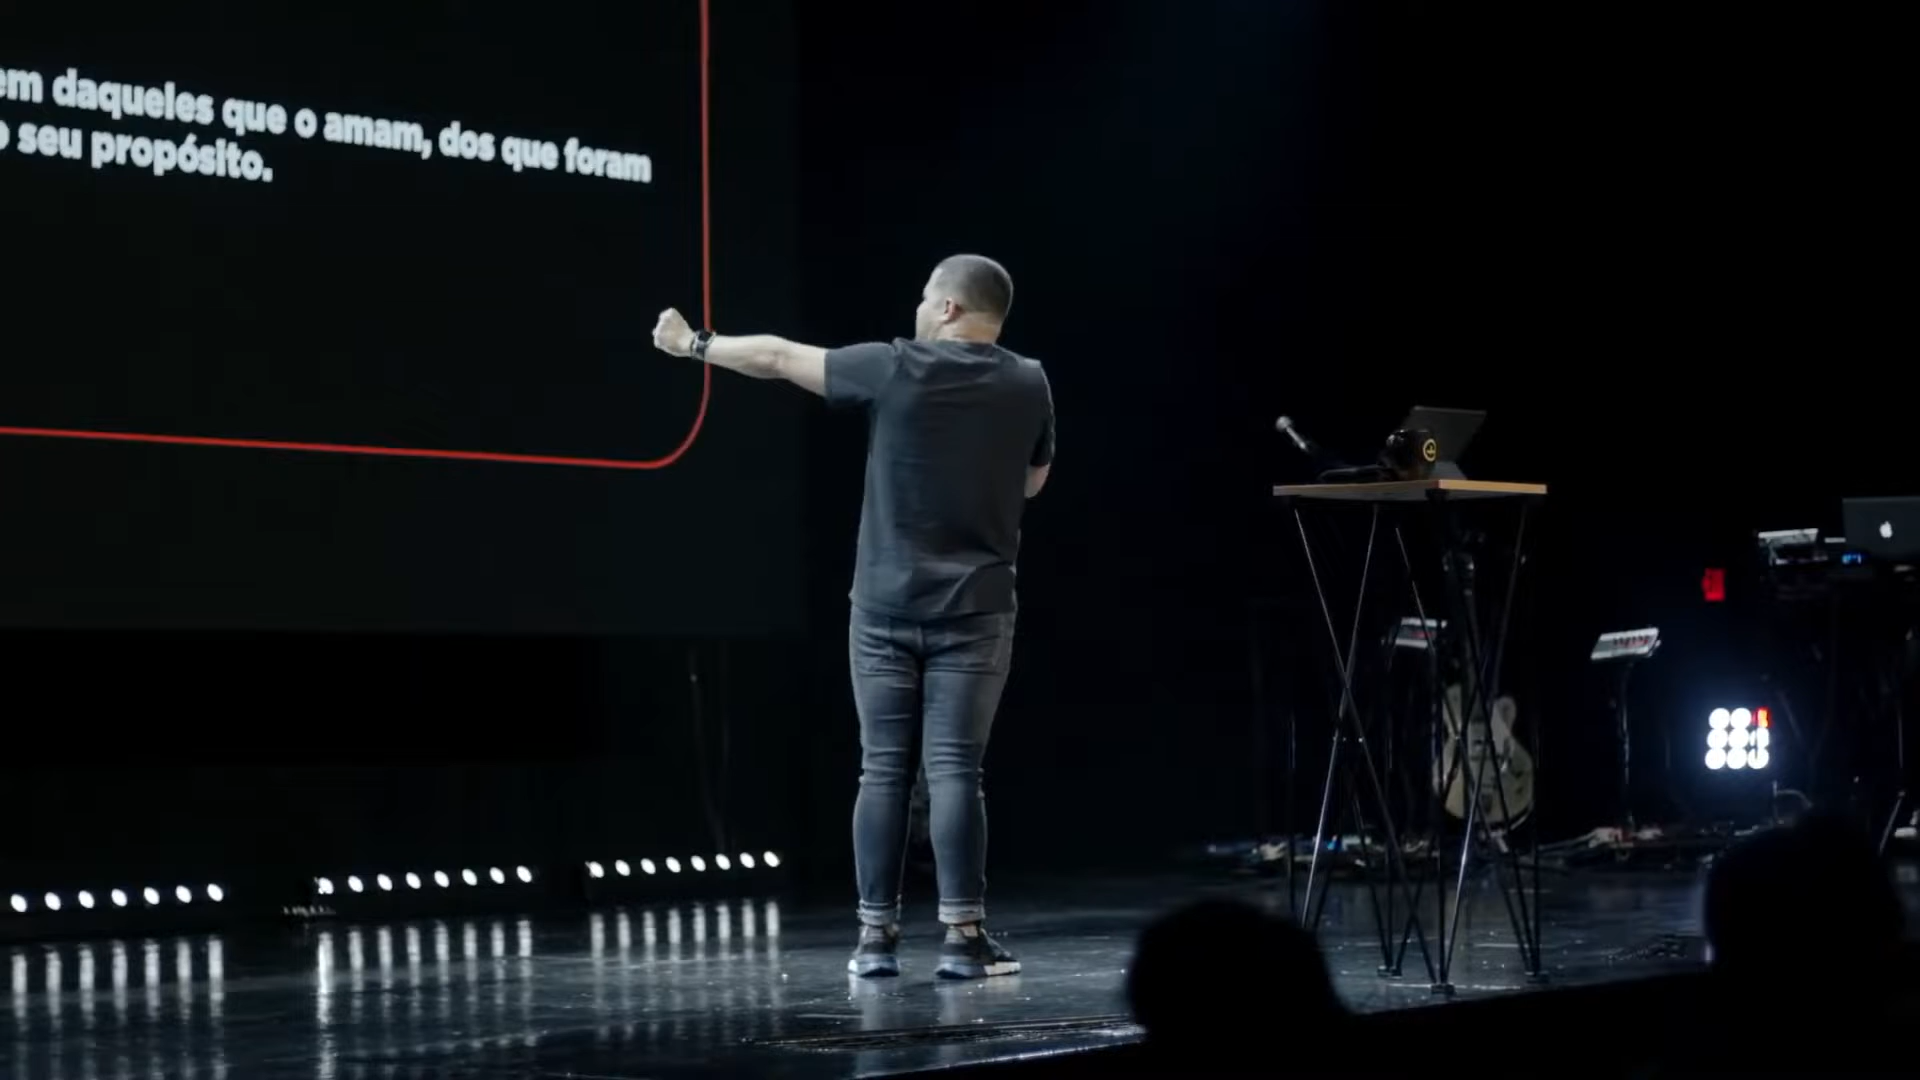 em daqueles que o amam, dos que foram
o seu propósito.